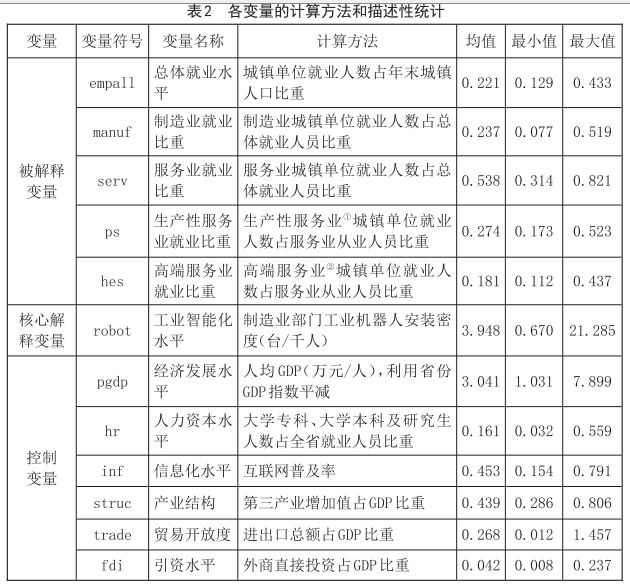 表2 各变量的计算方法和描述性统计
变量 变量符号 变量名称 计算方法 均值 最小值 最大值
被解释
变量
empall 总体就业水
平 城镇单位就业人数占年末城镇
人口比重 0.221 0.129 0.433
manuf 制造业就业
比重 制造业城镇单位就业人数占总
体就业人员比重 0.237 0.077 0.519
serv 服务业就业
比重 服务业城镇单位就业人数占总
体就业人员比重 0.538 0.314 0.821
ps 生产性服务
业就业比重 生产性服务业①城镇单位就业
人数占服务业从业人员比重 0.274 0.173 0.523
hes 高端服务业
就业比重 高端服务业②城镇单位就业人
数占服务业从业人员比重 0.181 0.112 0.437
核心解
释变量
robot 工业智能化
水平 制造业部门工业机器人安装密
度(台/千人) 3.948 0.670 21.285
控制
变量
pgdp 经济发展水
平 人均GDP(万元/人),利用省份
GDP指数平减 3.041 1.031 7.899
hr 人力资本水
平 大学专科、大学本科及研究生
人数占全省就业人员比重 0.161 0.032 0.559
inf 信息化水平 互联网普及率 0.453 0.154 0.791
struc 产业结构 第三产业增加值占GDP比重 0.439 0.286 0.806
trade 贸易开放度 进出口总额占GDP比重 0.268 0.012 1.457
fdi 引资水平 外商直接投资占GDP比重 0.042 0.008 0.237